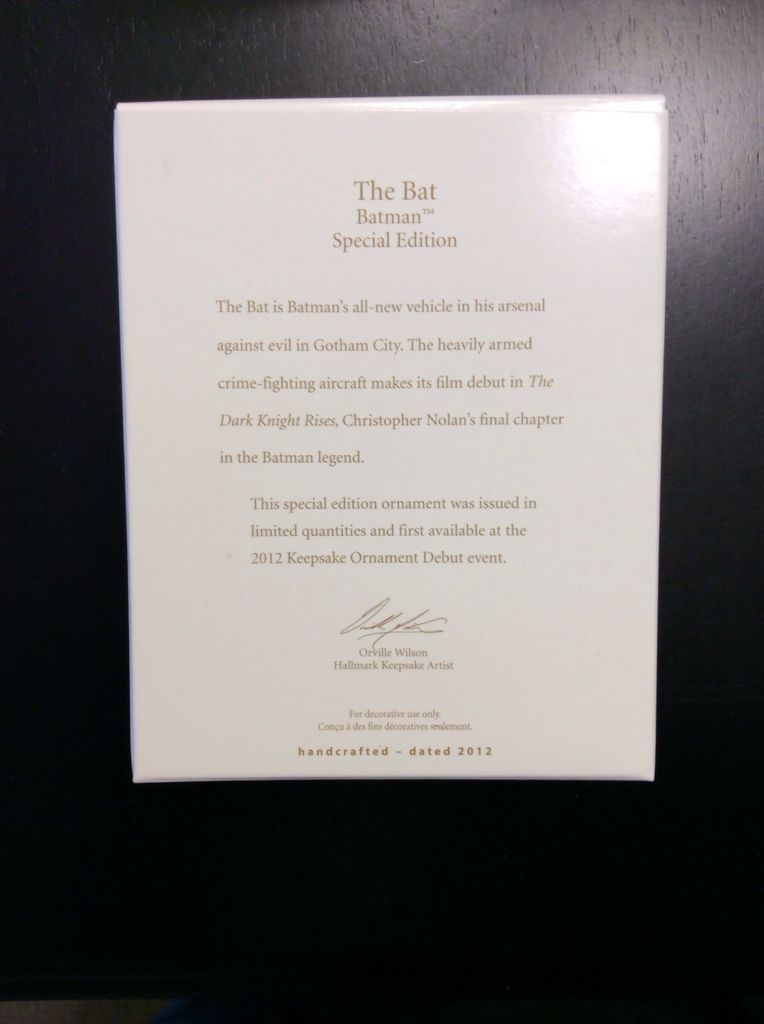 The Bat
Batman™
Special Edition
The Bat is Batman's all-new vehicle in his arsenal
against evil in Gotham City. The heavily armed
crime-fighting aircraft makes its film debut in The
Dark Knight Rises, Christopher Nolan's final chapter
in the Batman legend.
This special edition ornament was issued in
limited quantities and first available at the
2012 Keepsake Ornament Debut event.
Orville Wilson
Hallmark Keepsake Artist
For decorative use only.
Conçu à des fins décoratives seulement.
handcrafted – dated 2012